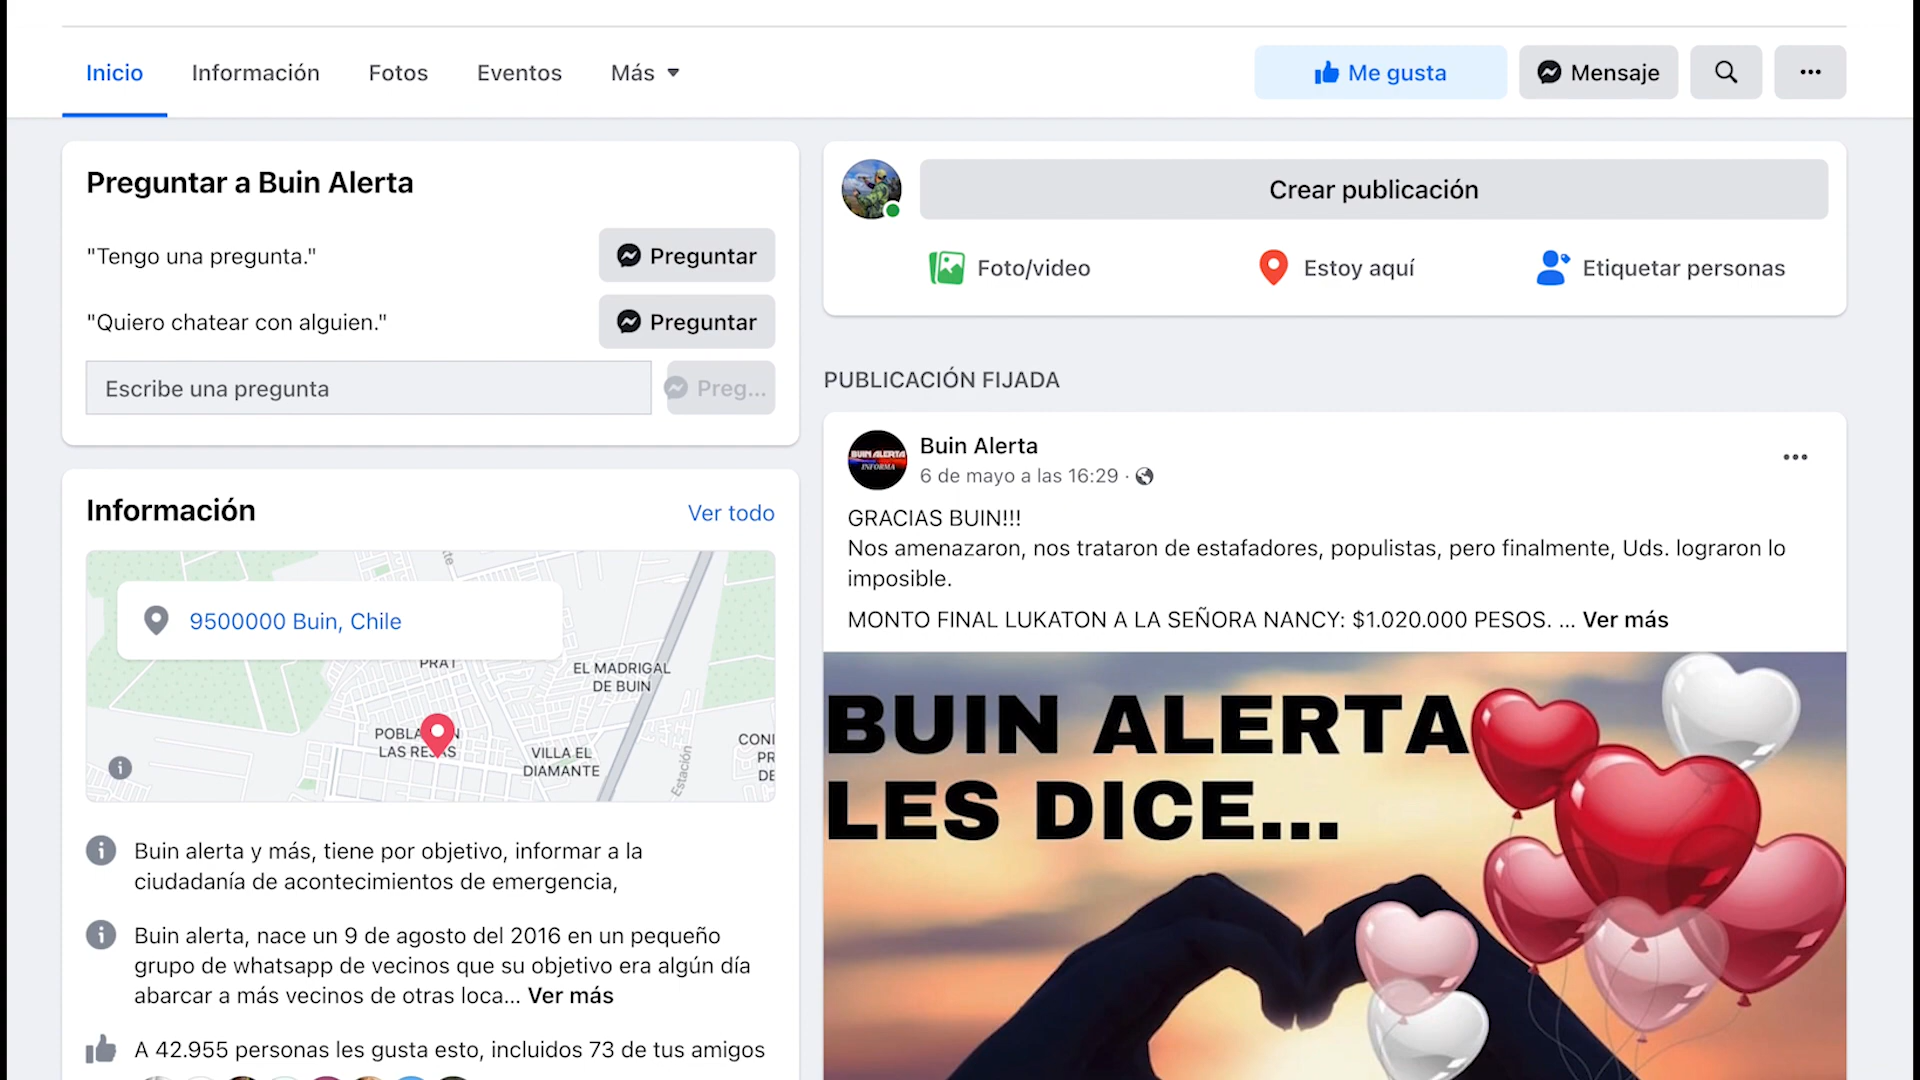 Inicio
Información
Fotos
Eventos
Más
Me gusta
Mensaje
Preguntar a Buin Alerta
"Tengo una pregunta."
Preguntar
"Quiero chatear con alguien."
Preguntar
Escribe una pregunta
Preg...
Información
Ver todo
9500000 Buin, Chile
PRAT
EL MADRIGAL
DE BUIN
LAS REJAS
VILLA EL
DIAMANTE
Estación
Buin alerta y más, tiene por objetivo, informar a la
ciudadanía de acontecimientos de emergencia,
Buin alerta, nace un 9 de agosto del 2016 en un pequeño
grupo de whatsapp de vecinos que su objetivo era algún día
abarcar a más vecinos de otras loca... Ver más
A 42.955 personas les gusta esto, incluidos 73 de tus amigos
Crear publicación
Foto/video
Estoy aquí
Etiquetar personas
PUBLICACIÓN FIJADA
BUIN ALERTA
INFORMA
Buin Alerta
6 de mayo a las 16:29 ·
GRACIAS BUIN!!!
Nos amenazaron, nos trataron de estafadores, populistas, pero finalmente, Uds. lograron lo
imposible.
MONTO FINAL LUKATON A LA SEÑORA NANCY: $1.020.000 PESOS. ... Ver más
BUIN ALERTA
LES DICE...